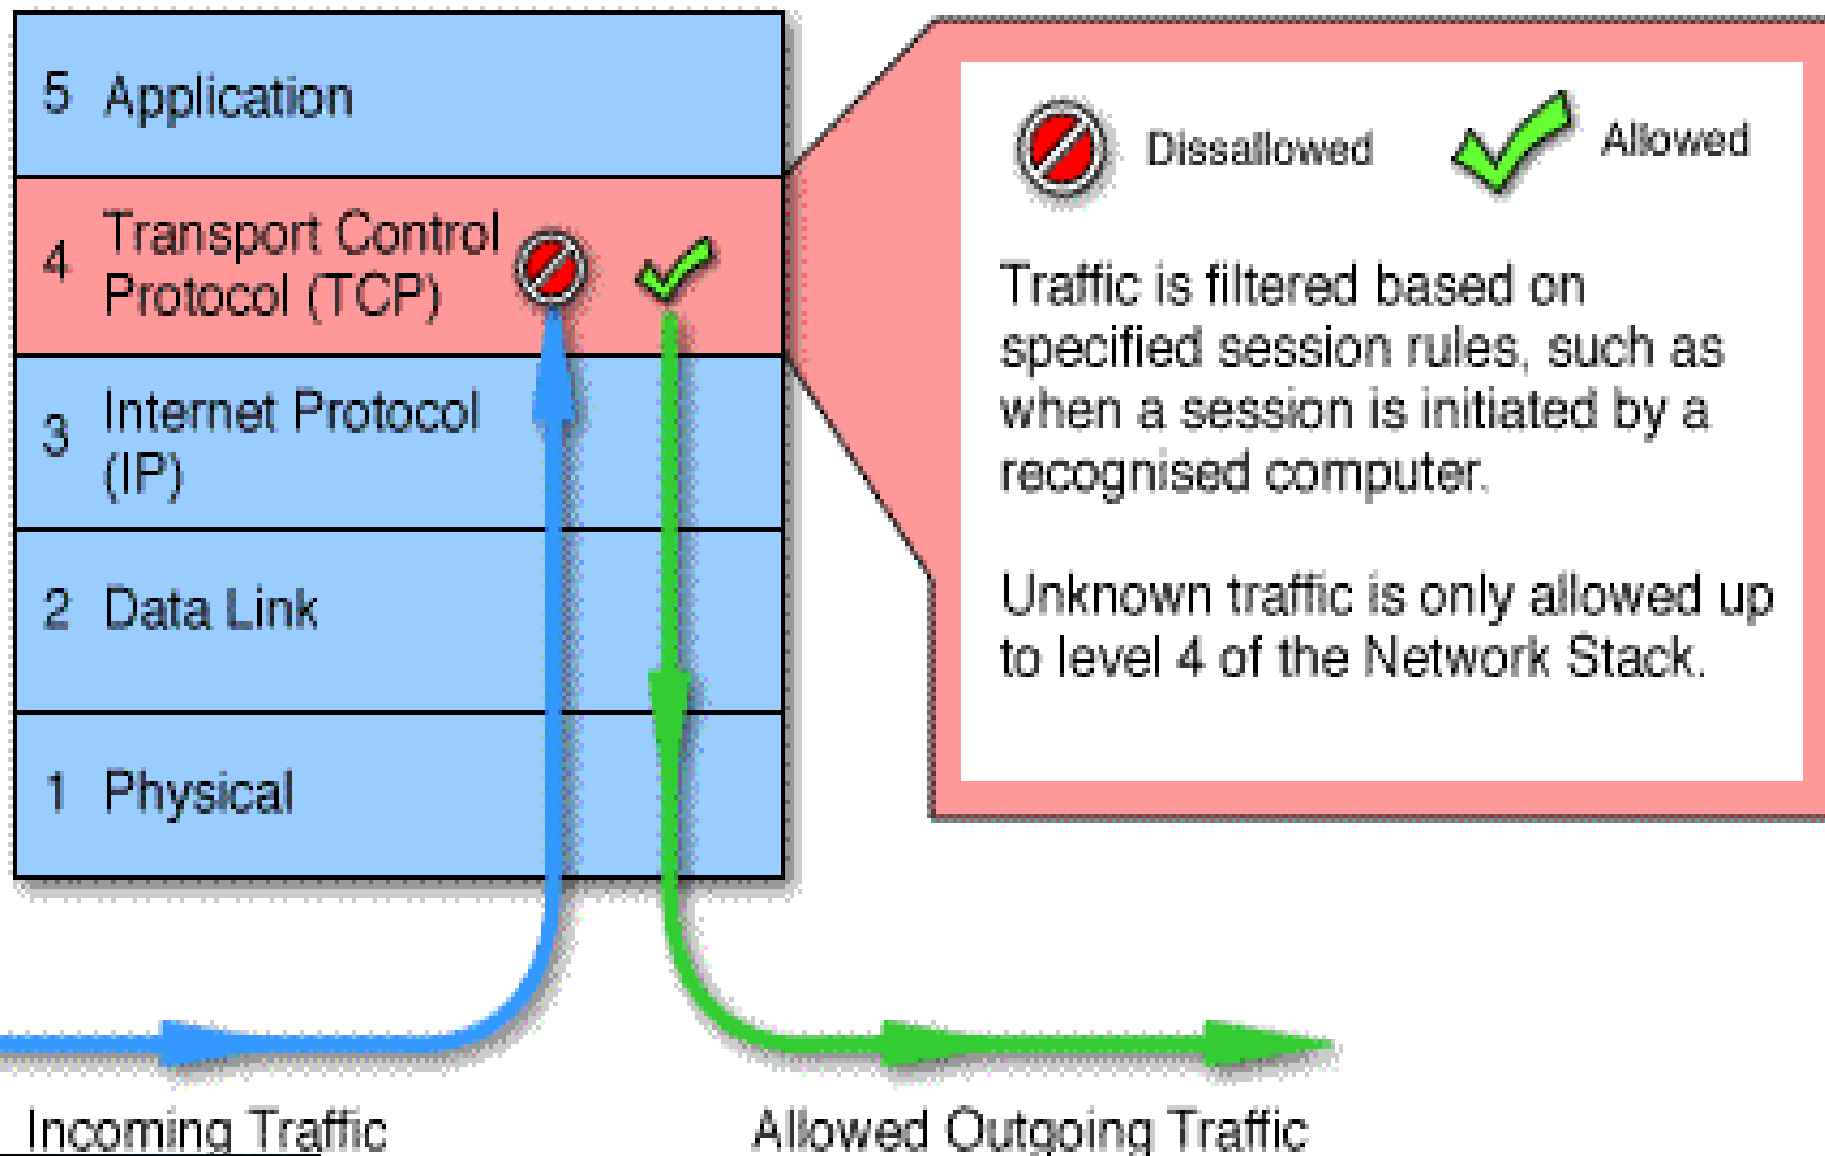 5 Application
4 Transport Control
Protocol (TCP)
3 Internet Protocol
(IP)
2 Data Link
1 Physical
Dissallowed
Allowed
Traffic is filtered based on
specified session rules, such as
when a session is initiated by a
recognised computer.
Unknown traffic is only allowed up
to level 4 of the Network Stack.
Incoming Traffic
Allowed Outgoing Traffic